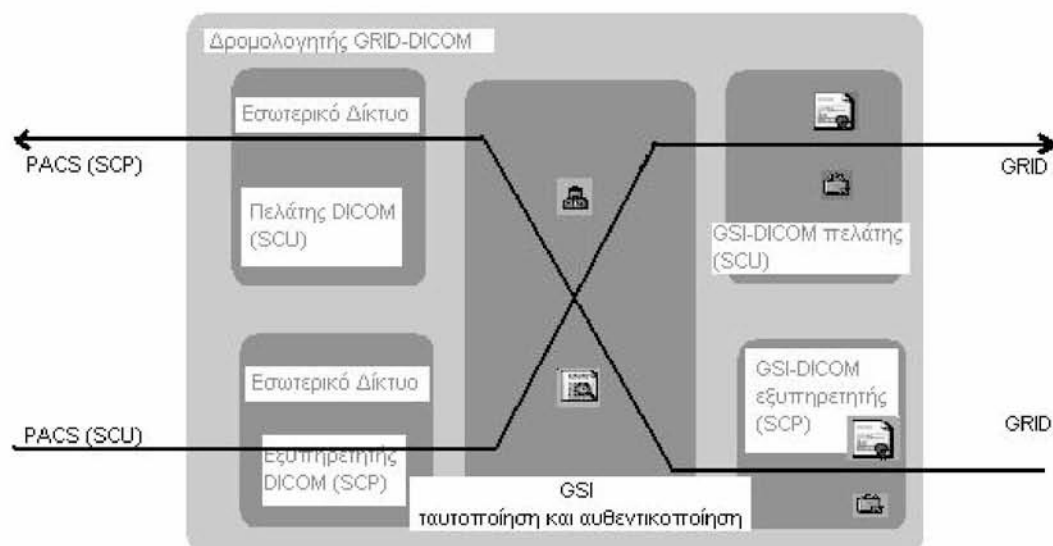 Δρομολογητής GRID-DICOM
Εσωτερικό Δίκτυο
PACS (SCP)
GRID
Πελάτης DICOM
(SCU)
GSI-DICOM πελάτης
(SCU)
Εσωτερικό Δίκτυο
GSI-DICOM
εξυπηρετητής
(SCP)
PACS (SCU)
GRID
Εξυπηρετητής
DICOM (SCP)
GSI
ταυτοποίηση και αυθεντικοποίηση